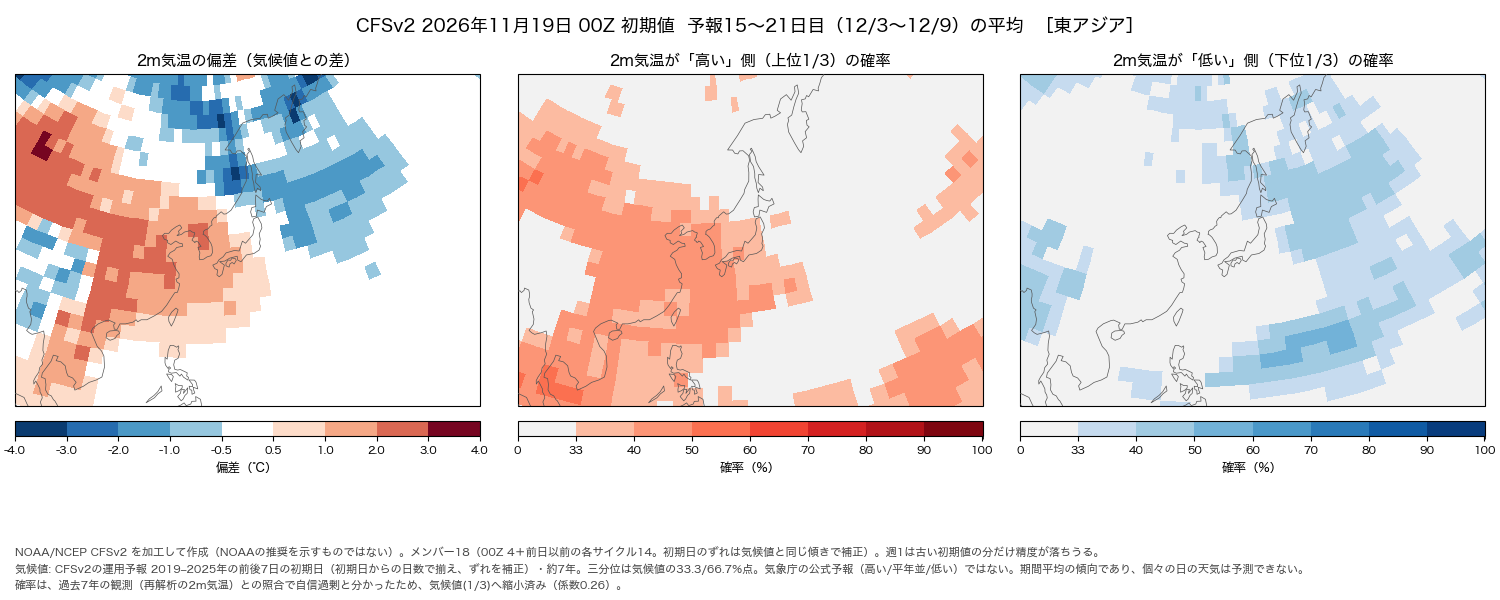 CFSv2 2026年11月19日 00Z 初期値 予報15～21日目（12/3～12/9）の平均 ［東アジア］
2m気温の偏差（気候値との差）
2m気温が「高い」側（上位1/3）の確率
2m気温が「低い」側（下位1/3）の確率
-4.0 -3.0 -2.0 -1.0 -0.5 0.5 1.0 2.0 3.0 4.0
偏差（℃）
0 33 40 50 60 70 80 90 100
確率（%）
0 33 40 50 60 70 80 90 100
確率（%）
NOAA/NCEP CFSv2 を加工して作成（NOAAの推奨を示すものではない）。メンバー18（00Z 4＋前日以前の各サイクル14。初期日のずれは気候値と同じ傾きで補正）。週1は古い初期値の分だけ精度が落ちうる。
気候値: CFSv2の運用予報 2019–2025年の前後7日の初期日（初期日からの日数で揃え、ずれを補正）・約7年。三分位は気候値の33.3/66.7%点。気象庁の公式予報（高い/平年並/低い）ではない。期間平均の傾向であり、個々の日の天気は予測できない。
確率は、過去7年の観測（再解析の2m気温）との照合で自信過剰と分かったため、気候値(1/3)へ縮小済み（係数0.26）。